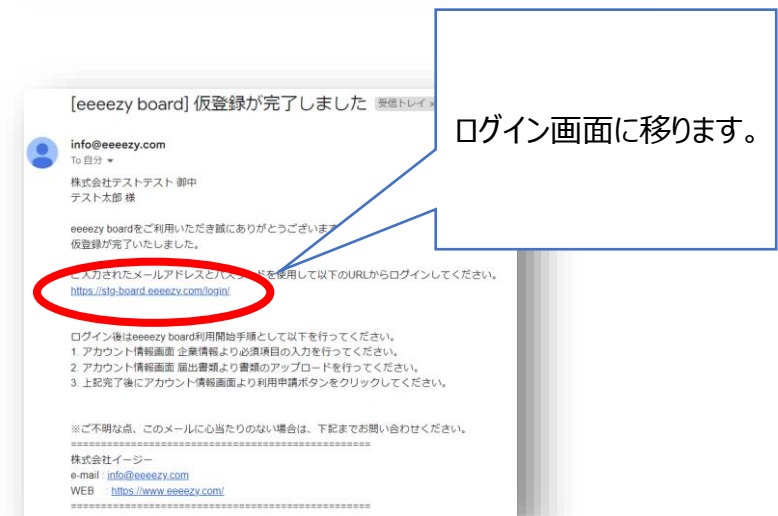 [eeeezy board] 仮登録が完了しました 受信トレイ ×
ログイン画面に移ります。
info@eeeezy.com
To 自分
株式会社テストテスト 御中
テスト太郎 様
eeeezy boardをご利用いただき誠にありがとうございます
仮登録が完了いたしました。
ご入力されたメールアドレスとパスワードを使用して以下のURLからログインしてください。
https://stg-board.eeeezy.com/login/
ログイン後はeeeezy board利用開始手順として以下を行ってください。
1. アカウント情報画面 企業情報より必須項目の入力を行ってください。
2. アカウント情報画面 届出書類より書類のアップロードを行ってください。
3. 上記完了後にアカウント情報画面より利用申請ボタンをクリックしてください。
※ご不明な点、このメールに心当たりのない場合は、下記までお問い合わせください。
==================================================
株式会社イージー
e-mail : info@eeeezy.com
WEB : https://www.eeeezy.com/
==================================================